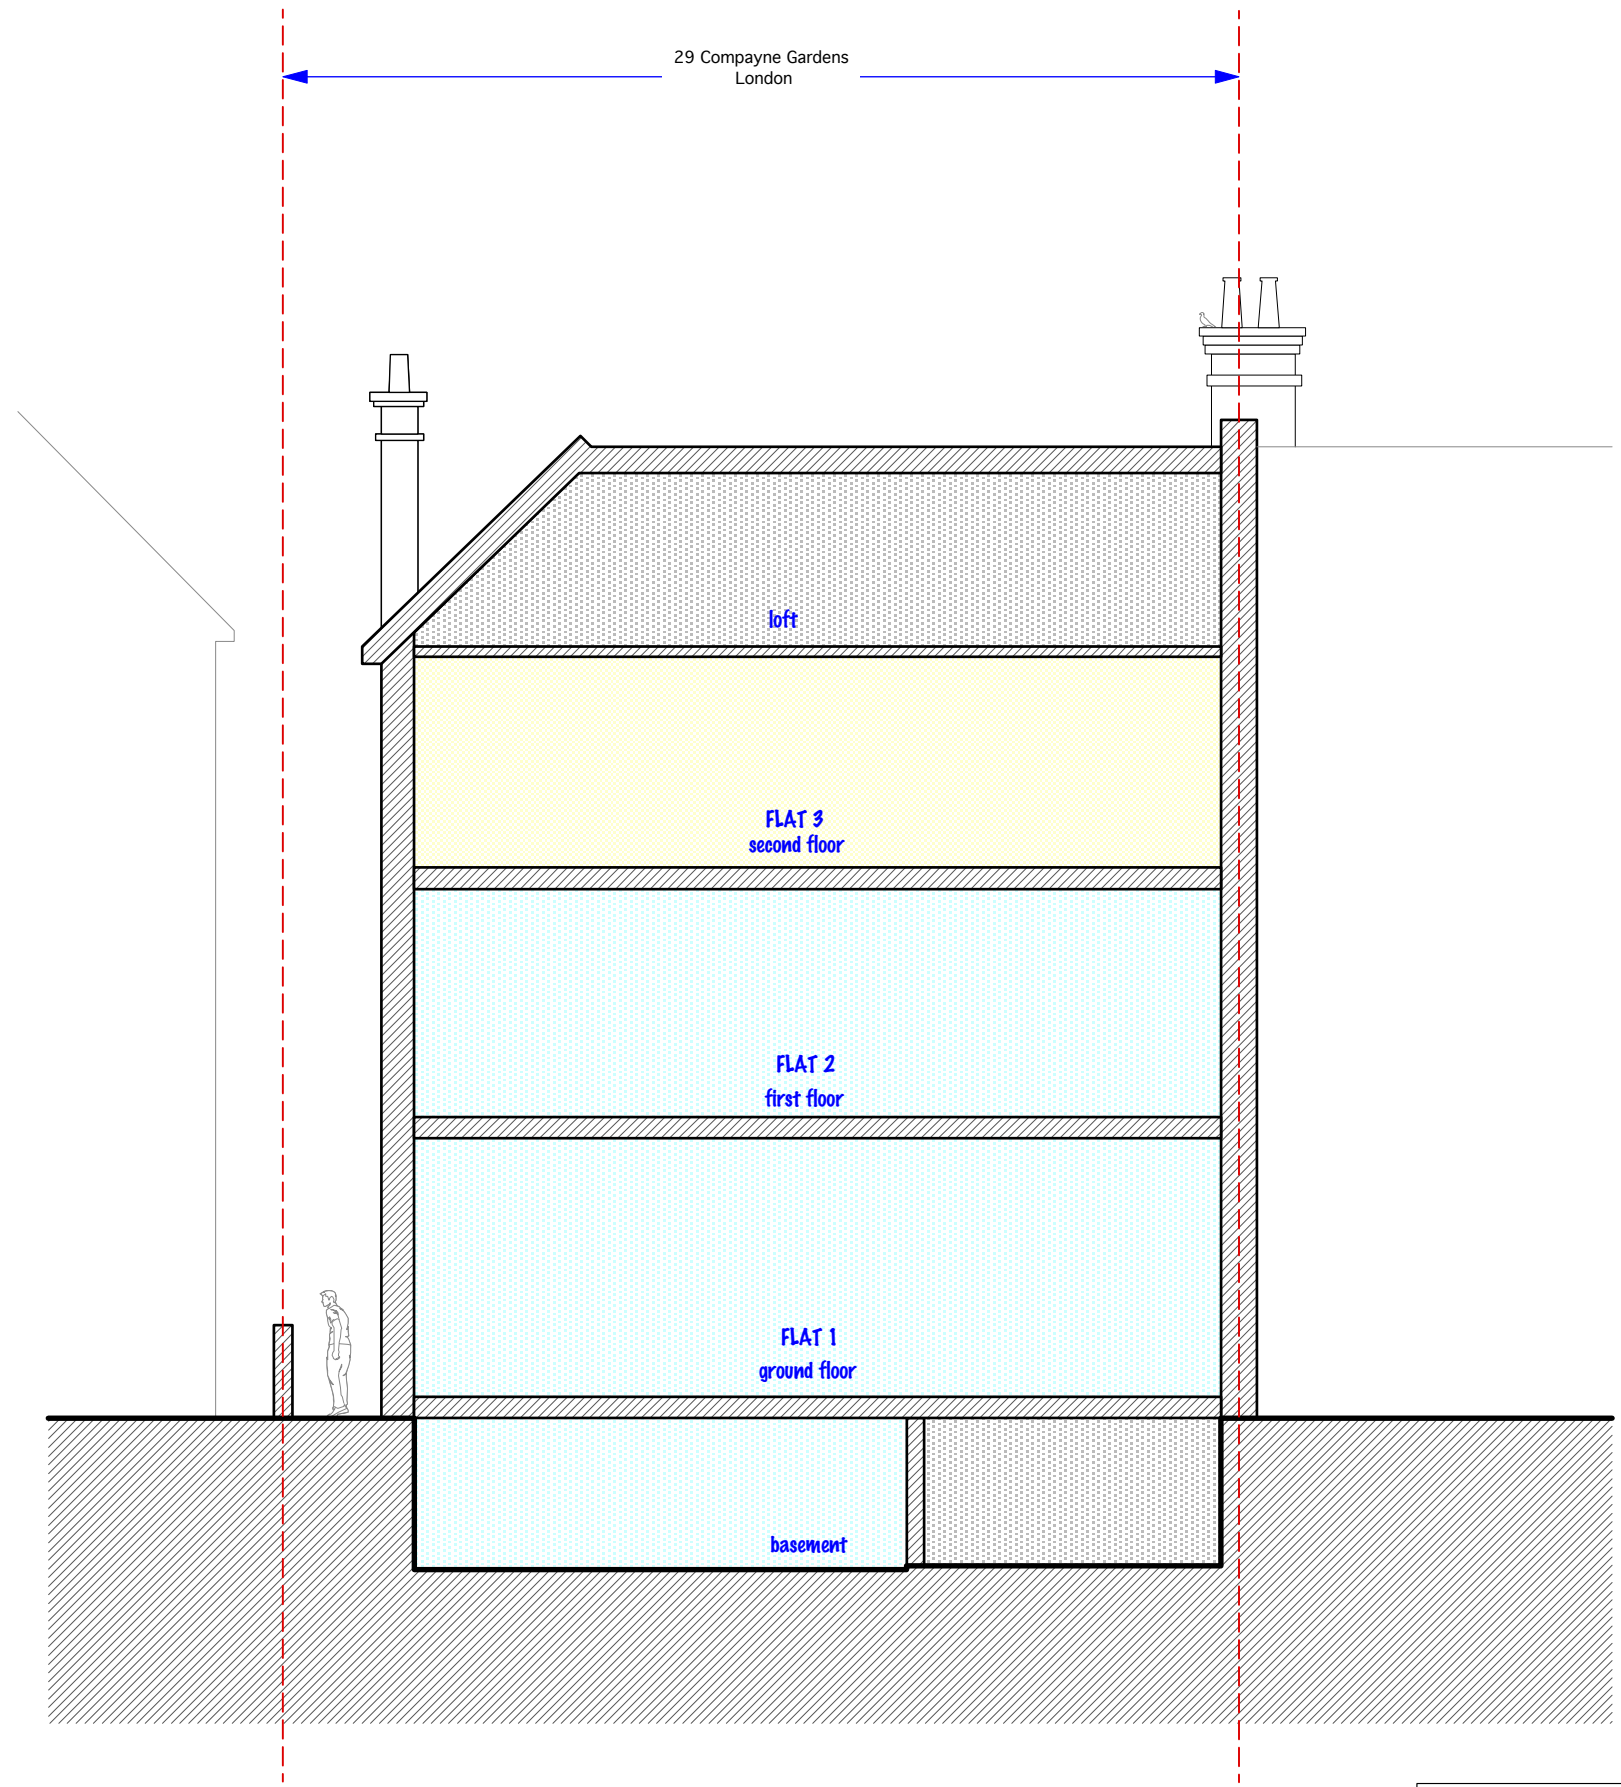 29 Compayne Gardens
London
loft
FLAT 3
second floor
FLAT 2
first floor
FLAT 1
ground floor
basement